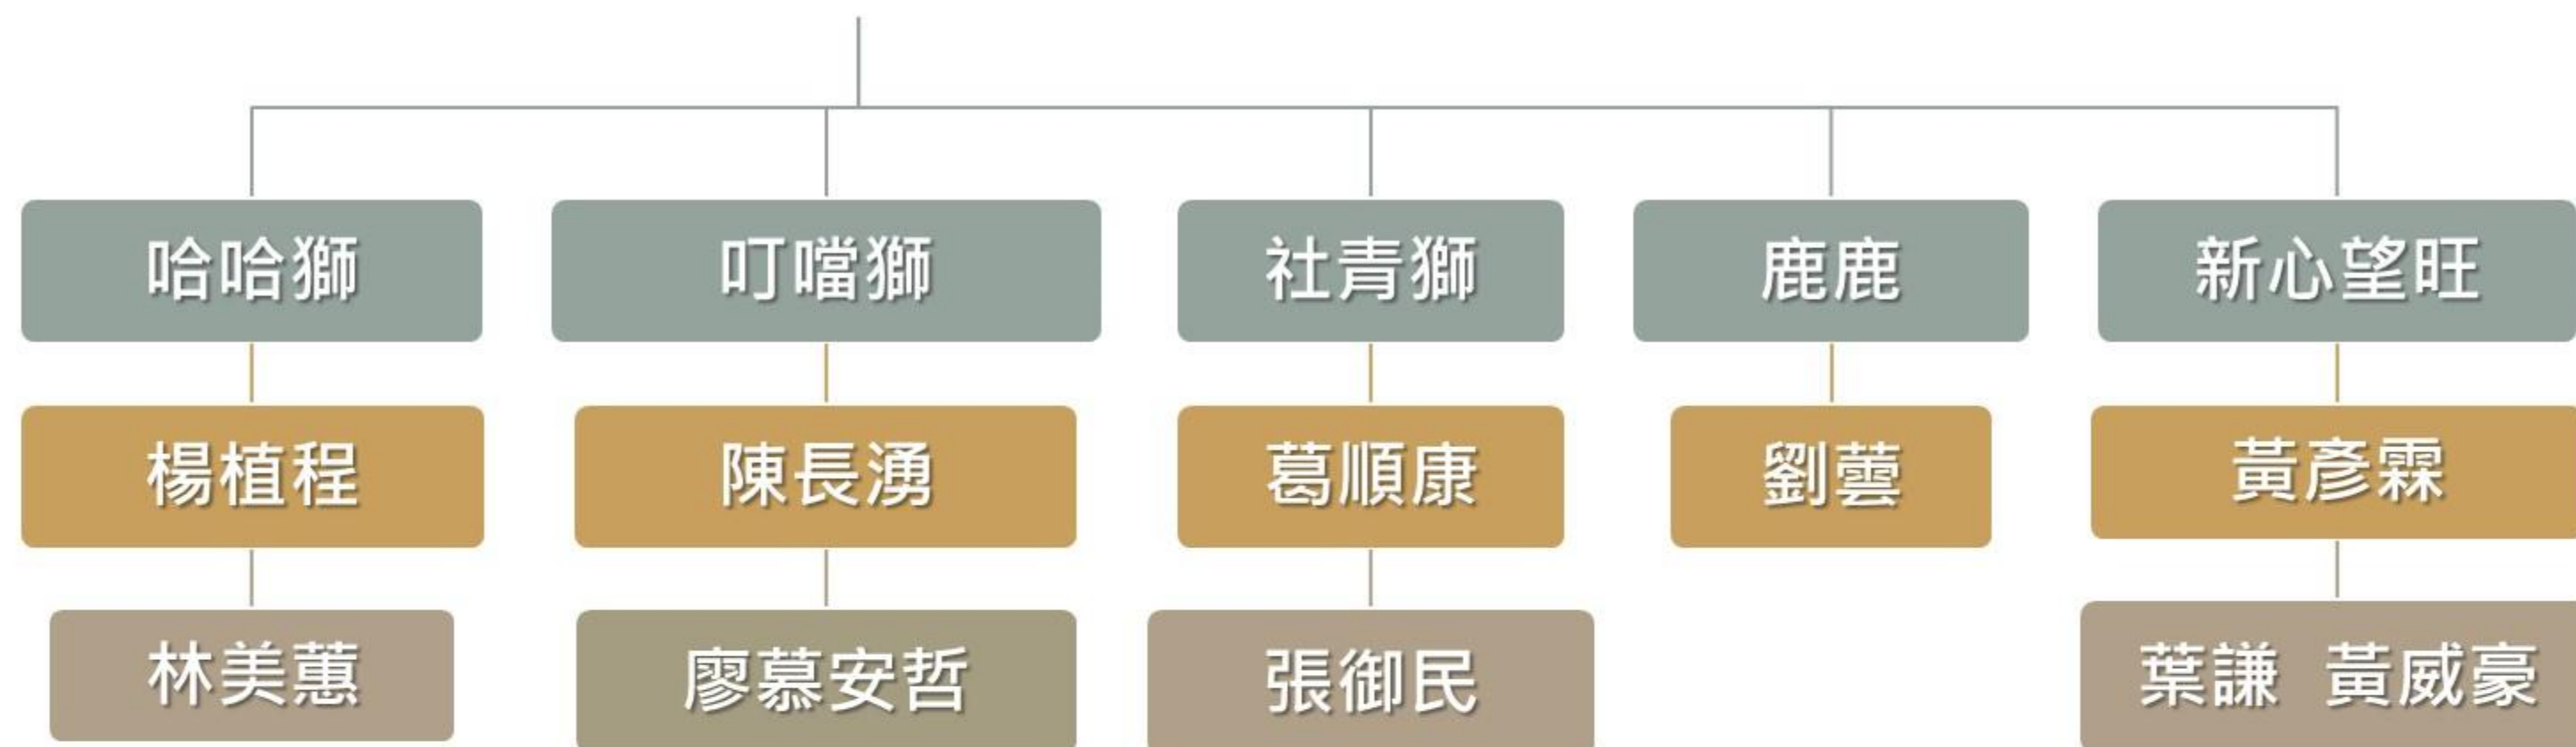 哈哈獅 叮噹獅 社青獅 鹿鹿 新心望旺
楊植程 陳長湧 葛順康 劉蕓 黃彥霖
林美蕙 廖慕安哲 張御民 葉謙 黃威豪